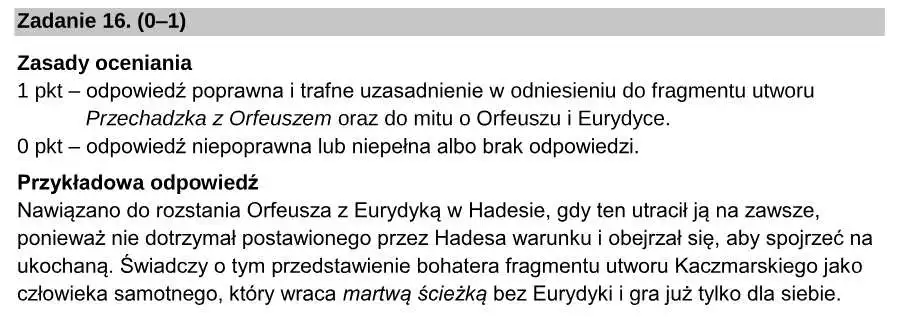 Zadanie 16. (0–1)
Zasady oceniania
1 pkt – odpowiedź poprawna i trafne uzasadnienie w odniesieniu do fragmentu utworu
Przechadzka z Orfeuszem oraz do mitu o Orfeuszu i Eurydyce.
0 pkt – odpowiedź niepoprawna lub niepełna albo brak odpowiedzi.
Przykładowa odpowiedź
Nawiązano do rozstania Orfeusza z Eurydyką w Hadesie, gdy ten utracił ją na zawsze,
ponieważ nie dotrzymał postawionego przez Hadesa warunku i obejrzał się, aby spojrzeć na
ukochaną. Świadczy o tym przedstawienie bohatera fragmentu utworu Kaczmarskiego jako
człowieka samotnego, który wraca martwą ścieżką bez Eurydyki i gra już tylko dla siebie.